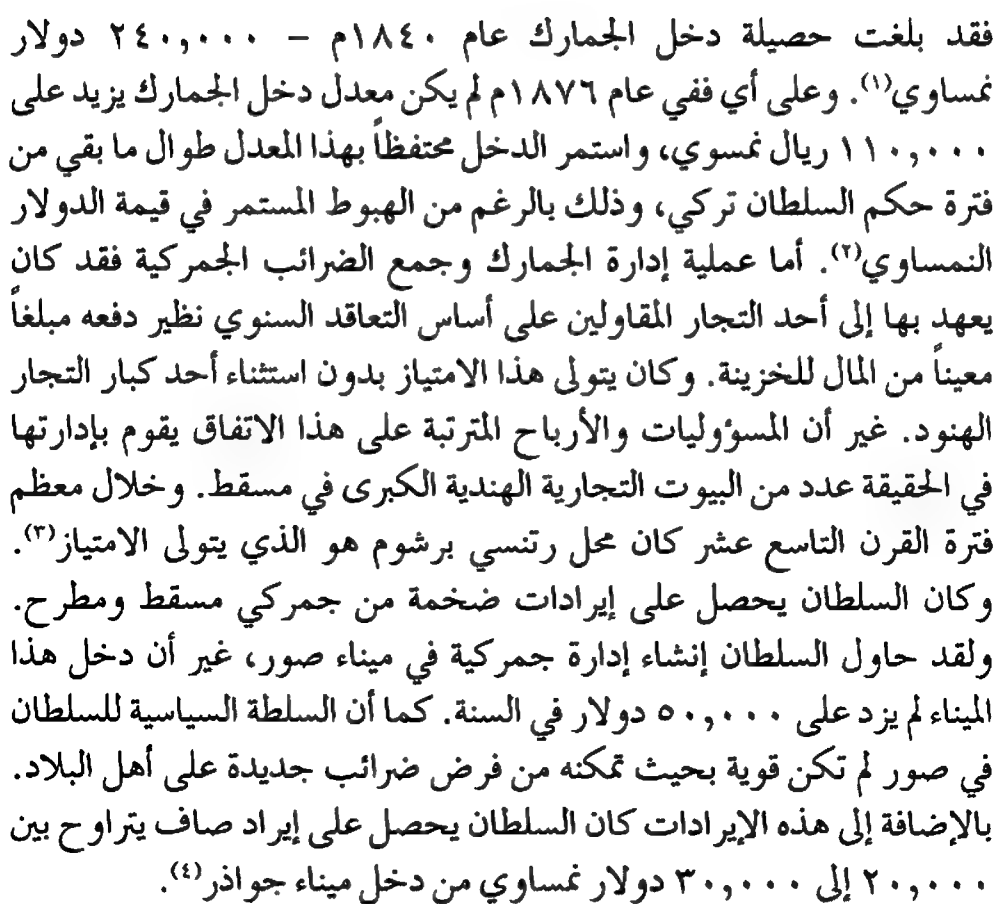 فقد بلغت حصيلة دخل الجمارك عام ١٨٤٠م – ٢٤٠,٠٠٠ دولار
نمساوي(١). وعلى أي ففي عام ١٨٧٦م لم يكن معدل دخل الجمارك يزيد على
١١٠,٠٠٠ ريال نمسوي، واستمر الدخل محتفظاً بهذا المعدل طوال ما بقي من
فترة حكم السلطان تركي، وذلك بالرغم من الهبوط المستمر في قيمة الدولار
النمساوي(٢). أما عملية إدارة الجمارك وجمع الضرائب الجمركية فقد كان
يعهد بها إلى أحد التجار المقاولين على أساس التعاقد السنوي نظير دفعه مبلغاً
معيناً من المال للخزينة. وكان يتولى هذا الامتياز بدون استثناء أحد كبار التجار
الهنود. غير أن المسؤوليات والأرباح المترتبة على هذا الاتفاق يقوم بإدارتها
في الحقيقة عدد من البيوت التجارية الهندية الكبرى في مسقط. وخلال معظم
فترة القرن التاسع عشر كان محل رتنسي برشوم هو الذي يتولى الامتياز(٣).
وكان السلطان يحصل على إيرادات ضخمة من جمركي مسقط ومطرح.
ولقد حاول السلطان إنشاء إدارة جمركية في ميناء صور، غير أن دخل هذا
الميناء لم يزد على ٥٠,٠٠٠ دولار في السنة. كما أن السلطة السياسية للسلطان
في صور لم تكن قوية بحيث تمكنه من فرض ضرائب جديدة على أهل البلاد.
بالإضافة إلى هذه الإيرادات كان السلطان يحصل على إيراد صاف يتراوح بين
٢٠,٠٠٠ إلى ٣٠,٠٠٠ دولار نمساوي من دخل ميناء جواذر(٤).